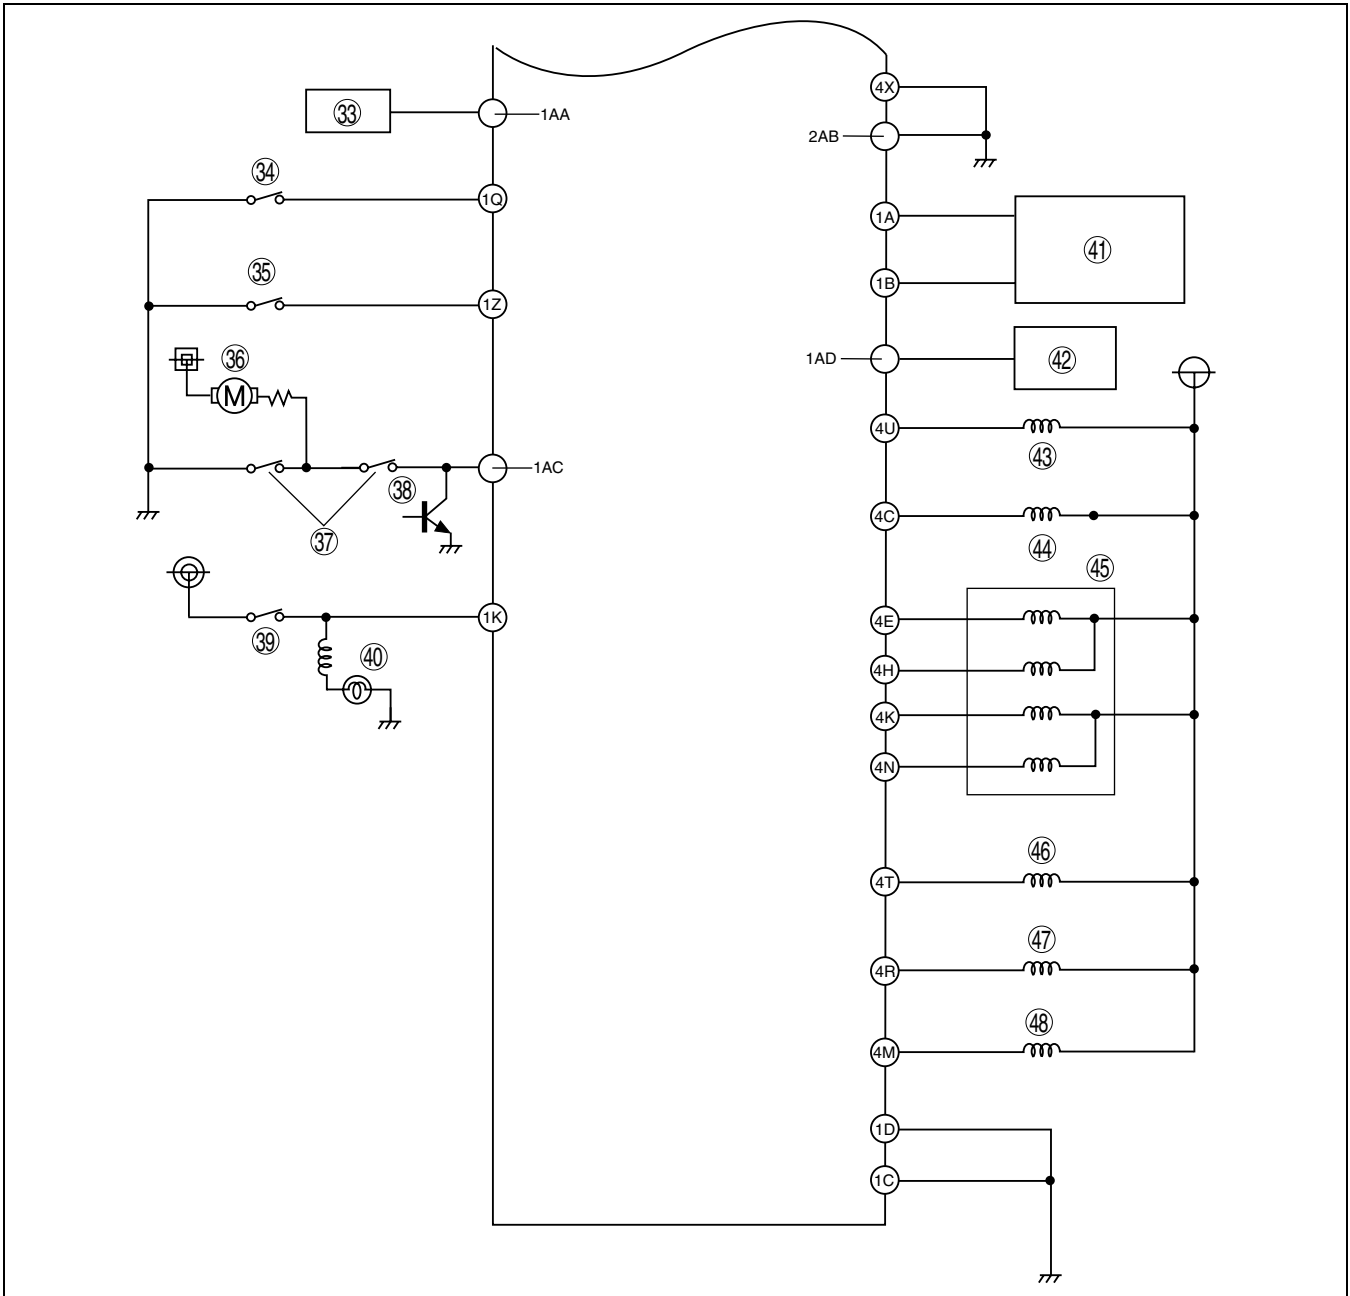 4X
㉝
1AA
2AB
㉞
1Q
1A
㊶
㉟
1B
1Z
㊱
1AD
㊷
M
4U
㊸
1AC
㊳
4C
㊲
㊹
㊺
1K
4E
㊴
㊵
4H
4K
4N
㊻
4T
㊼
4R
㊽
4M
1D
1C